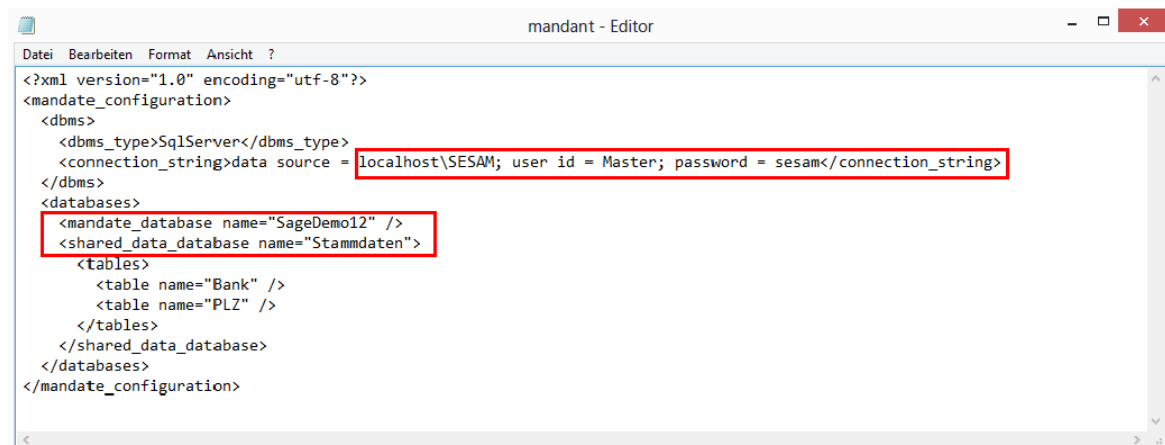 mandant - Editor
Datei Bearbeiten Format Ansicht ?
<?xml version="1.0" encoding="utf-8"?>
<mandate_configuration>
  <dbms>
    <dbms_type>SqlServer</dbms_type>
    <connection_string>data source = localhost\SESAM; user id = Master; password = sesam</connection_string>
  </dbms>
  <databases>
    <mandate_database name="SageDemo12" />
    <shared_data_database name="Stammdaten">
      <tables>
        <table name="Bank" />
        <table name="PLZ" />
      </tables>
    </shared_data_database>
  </databases>
</mandate_configuration>